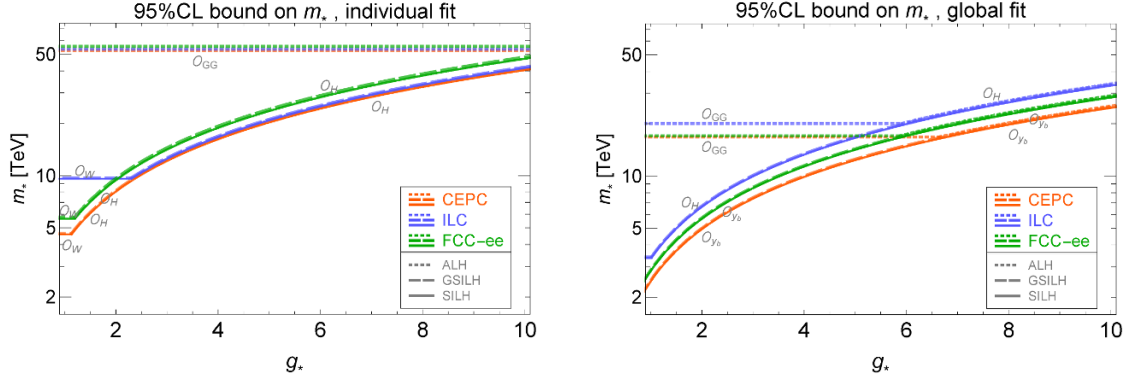 95%CL bound on m* , individual fit
50
20
10
5
2
2
4
6
8
10
m* [TeV]
g*
O_GG
O_H
O_H
O_W
O_W
O_H
O_H
O_W
CEPC
ILC
FCC-ee
ALH
GSILH
SILH
95%CL bound on m* , global fit
50
20
10
5
2
2
4
6
8
10
m* [TeV]
g*
O_GG
O_GG
O_H
O_yb
O_H
O_yb
O_yb
CEPC
ILC
FCC-ee
ALH
GSILH
SILH